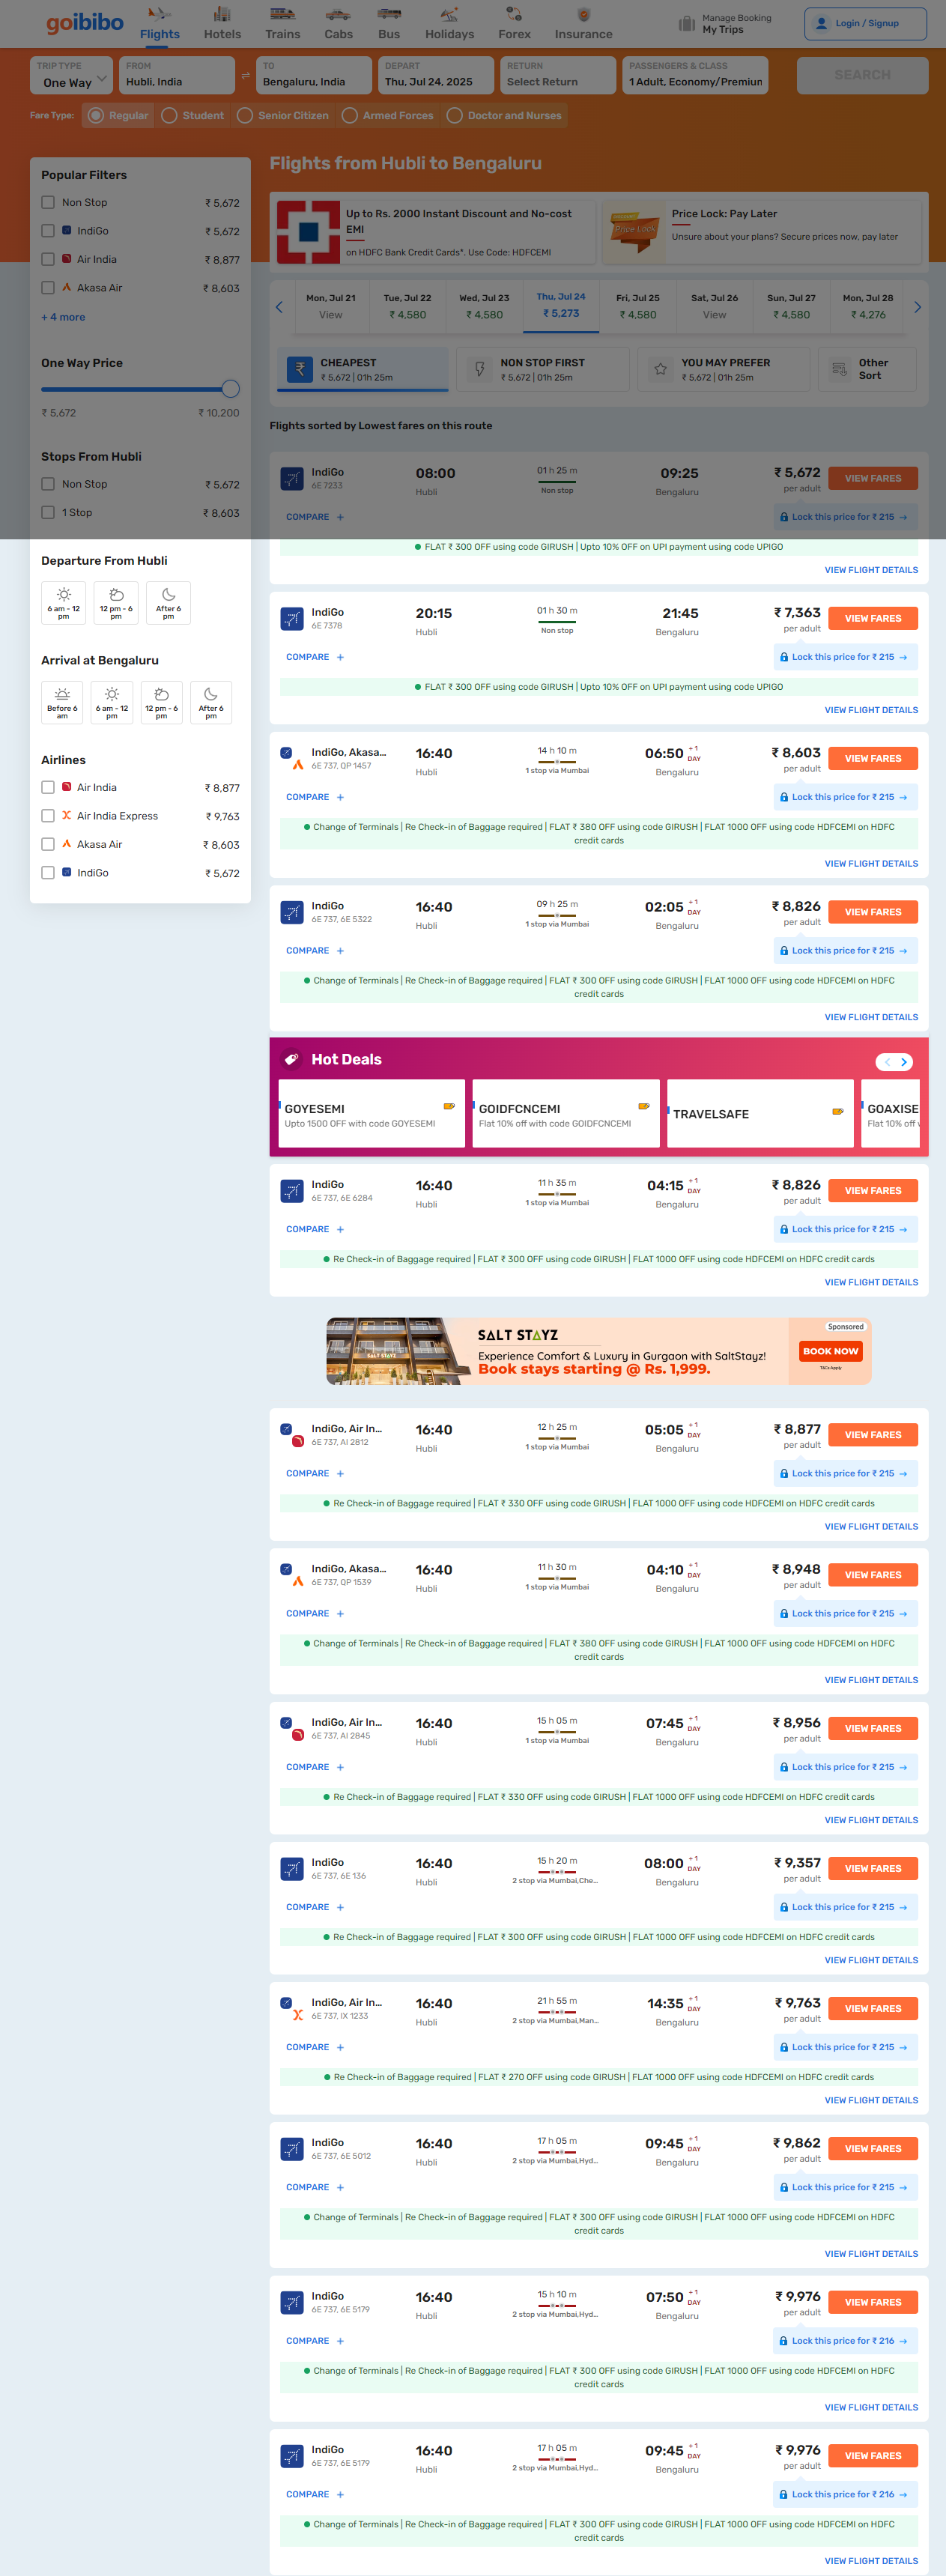 goibibo
Flights
Hotels
Trains
Cabs
Bus
Holidays
Forex
Insurance
Manage Booking
My Trips
Login / Signup
TRIP TYPE
One Way
FROM
Hubli, India
TO
Bengaluru, India
DEPART
Thu, Jul 24, 2025
RETURN
Select Return
PASSENGERS & CLASS
1 Adult, Economy/Premiun
SEARCH
Fare Type:
Regular
Student
Senior Citizen
Armed Forces
Doctor and Nurses
Popular Filters
Non Stop ₹ 5,672
IndiGo ₹ 5,672
Air India ₹ 8,877
Akasa Air ₹ 8,603
+ 4 more
One Way Price
₹ 5,672 ₹ 10,200
Stops From Hubli
Non Stop ₹ 5,672
1 Stop ₹ 8,603
Departure From Hubli
6 am - 12 pm
12 pm - 6 pm
After 6 pm
Arrival at Bengaluru
Before 6 am
6 am - 12 pm
12 pm - 6 pm
After 6 pm
Airlines
Air India ₹ 8,877
Air India Express ₹ 9,763
Akasa Air ₹ 8,603
IndiGo ₹ 5,672
Flights from Hubli to Bengaluru
Up to Rs. 2000 Instant Discount and No-cost
EMI
on HDFC Bank Credit Cards*. Use Code: HDFCEMI
Price Lock
Price Lock: Pay Later
Unsure about your plans? Secure prices now, pay later
Mon, Jul 21
View
Tue, Jul 22
₹ 4,580
Wed, Jul 23
₹ 4,580
Thu, Jul 24
₹ 5,273
Fri, Jul 25
₹ 4,580
Sat, Jul 26
View
Sun, Jul 27
₹ 4,580
Mon, Jul 28
₹ 4,276
CHEAPEST
₹ 5,672 | 01h 25m
NON STOP FIRST
₹ 5,672 | 01h 25m
YOU MAY PREFER
₹ 5,672 | 01h 25m
Other
Sort
Flights sorted by Lowest fares on this route
IndiGo 08:00 01 h 25 m 09:25 ₹ 5,672 VIEW FARES
6E 7233 Hubli Non stop Bengaluru per adult
COMPARE + Lock this price for ₹ 215 →
FLAT ₹ 300 OFF using code GIRUSH | Upto 10% OFF on UPI payment using code UPIGO
VIEW FLIGHT DETAILS
IndiGo 20:15 01 h 30 m 21:45 ₹ 7,363 VIEW FARES
6E 7378 Hubli Non stop Bengaluru per adult
COMPARE + Lock this price for ₹ 215 →
FLAT ₹ 300 OFF using code GIRUSH | Upto 10% OFF on UPI payment using code UPIGO
VIEW FLIGHT DETAILS
IndiGo, Akasa... 16:40 14 h 10 m 06:50 +1 DAY ₹ 8,603 VIEW FARES
6E 737, QP 1457 Hubli 1 stop via Mumbai Bengaluru per adult
COMPARE + Lock this price for ₹ 215 →
Change of Terminals | Re Check-in of Baggage required | FLAT ₹ 380 OFF using code GIRUSH | FLAT 1000 OFF using code HDFCEMI on HDFC
credit cards
VIEW FLIGHT DETAILS
IndiGo 16:40 09 h 25 m 02:05 +1 DAY ₹ 8,826 VIEW FARES
6E 737, 6E 5322 Hubli 1 stop via Mumbai Bengaluru per adult
COMPARE + Lock this price for ₹ 215 →
Change of Terminals | Re Check-in of Baggage required | FLAT ₹ 300 OFF using code GIRUSH | FLAT 1000 OFF using code HDFCEMI on HDFC
credit cards
VIEW FLIGHT DETAILS
Hot Deals
GOYESEMI
Upto 1500 OFF with code GOYESEMI
GOIDFCNCEMI
Flat 10% off with code GOIDFCNCEMI
TRAVELSAFE
GOAXISE
Flat 10% off
IndiGo 16:40 11 h 35 m 04:15 +1 DAY ₹ 8,826 VIEW FARES
6E 737, 6E 6284 Hubli 1 stop via Mumbai Bengaluru per adult
COMPARE + Lock this price for ₹ 215 →
Re Check-in of Baggage required | FLAT ₹ 300 OFF using code GIRUSH | FLAT 1000 OFF using code HDFCEMI on HDFC credit cards
VIEW FLIGHT DETAILS
SALT STAYZ
SALT STAYZ
Experience Comfort & Luxury in Gurgaon with SaltStayz!
Book stays starting @ Rs. 1,999.
Sponsored
BOOK NOW
T&Cs Apply
IndiGo, Air In... 16:40 12 h 25 m 05:05 +1 DAY ₹ 8,877 VIEW FARES
6E 737, AI 2812 Hubli 1 stop via Mumbai Bengaluru per adult
COMPARE + Lock this price for ₹ 215 →
Re Check-in of Baggage required | FLAT ₹ 330 OFF using code GIRUSH | FLAT 1000 OFF using code HDFCEMI on HDFC credit cards
VIEW FLIGHT DETAILS
IndiGo, Akasa... 16:40 11 h 30 m 04:10 +1 DAY ₹ 8,948 VIEW FARES
6E 737, QP 1539 Hubli 1 stop via Mumbai Bengaluru per adult
COMPARE + Lock this price for ₹ 215 →
Change of Terminals | Re Check-in of Baggage required | FLAT ₹ 380 OFF using code GIRUSH | FLAT 1000 OFF using code HDFCEMI on HDFC
credit cards
VIEW FLIGHT DETAILS
IndiGo, Air In... 16:40 15 h 05 m 07:45 +1 DAY ₹ 8,956 VIEW FARES
6E 737, AI 2845 Hubli 1 stop via Mumbai Bengaluru per adult
COMPARE + Lock this price for ₹ 215 →
Re Check-in of Baggage required | FLAT ₹ 330 OFF using code GIRUSH | FLAT 1000 OFF using code HDFCEMI on HDFC credit cards
VIEW FLIGHT DETAILS
IndiGo 16:40 15 h 20 m 08:00 +1 DAY ₹ 9,357 VIEW FARES
6E 737, 6E 136 Hubli 2 stop via Mumbai,Che... Bengaluru per adult
COMPARE + Lock this price for ₹ 215 →
Re Check-in of Baggage required | FLAT ₹ 300 OFF using code GIRUSH | FLAT 1000 OFF using code HDFCEMI on HDFC credit cards
VIEW FLIGHT DETAILS
IndiGo, Air In... 16:40 21 h 55 m 14:35 +1 DAY ₹ 9,763 VIEW FARES
6E 737, IX 1233 Hubli 2 stop via Mumbai,Man... Bengaluru per adult
COMPARE + Lock this price for ₹ 215 →
Re Check-in of Baggage required | FLAT ₹ 270 OFF using code GIRUSH | FLAT 1000 OFF using code HDFCEMI on HDFC credit cards
VIEW FLIGHT DETAILS
IndiGo 16:40 17 h 05 m 09:45 +1 DAY ₹ 9,862 VIEW FARES
6E 737, 6E 5012 Hubli 2 stop via Mumbai,Hyd... Bengaluru per adult
COMPARE + Lock this price for ₹ 215 →
Change of Terminals | Re Check-in of Baggage required | FLAT ₹ 300 OFF using code GIRUSH | FLAT 1000 OFF using code HDFCEMI on HDFC
credit cards
VIEW FLIGHT DETAILS
IndiGo 16:40 15 h 10 m 07:50 +1 DAY ₹ 9,976 VIEW FARES
6E 737, 6E 5179 Hubli 2 stop via Mumbai,Hyd... Bengaluru per adult
COMPARE + Lock this price for ₹ 216 →
Change of Terminals | Re Check-in of Baggage required | FLAT ₹ 300 OFF using code GIRUSH | FLAT 1000 OFF using code HDFCEMI on HDFC
credit cards
VIEW FLIGHT DETAILS
IndiGo 16:40 17 h 05 m 09:45 +1 DAY ₹ 9,976 VIEW FARES
6E 737, 6E 5179 Hubli 2 stop via Mumbai,Hyd... Bengaluru per adult
COMPARE + Lock this price for ₹ 216 →
Change of Terminals | Re Check-in of Baggage required | FLAT ₹ 300 OFF using code GIRUSH | FLAT 1000 OFF using code HDFCEMI on HDFC
credit cards
VIEW FLIGHT DETAILS